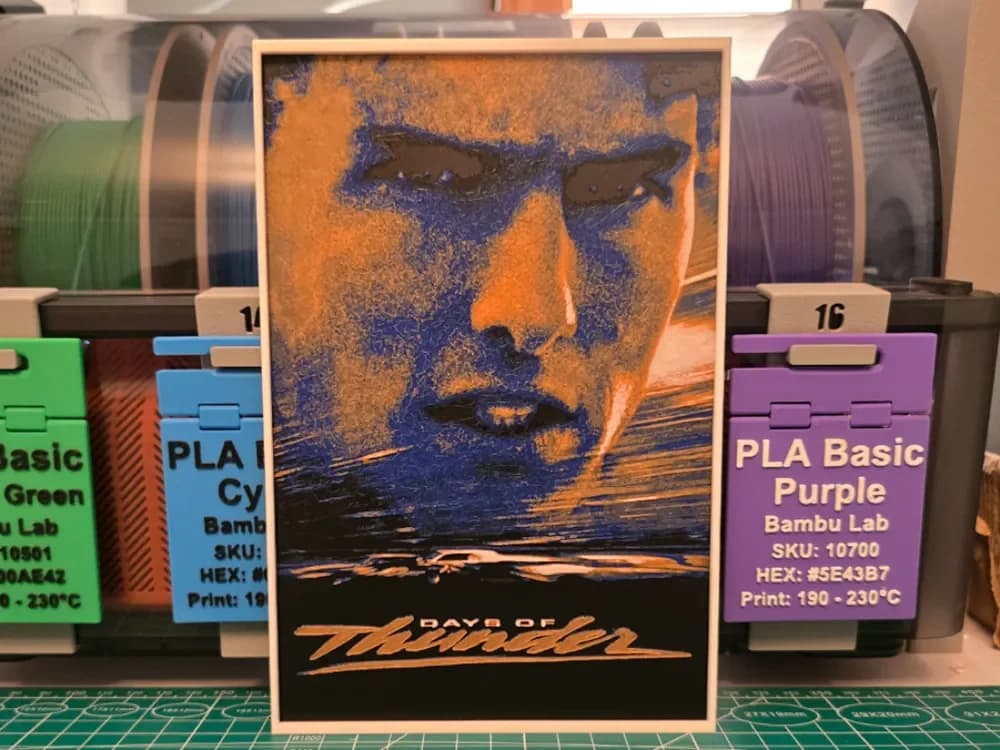 14
16
Basic
Green
u Lab
10501
00AE42
0 - 230°C
PLA
Cy
Bamb
SKU:
HEX: #
Print: 19
DAYS OF
Thunder
PLA Basic
Purple
Bambu Lab
SKU: 10700
HEX: #5E43B7
Print: 190 - 230°C